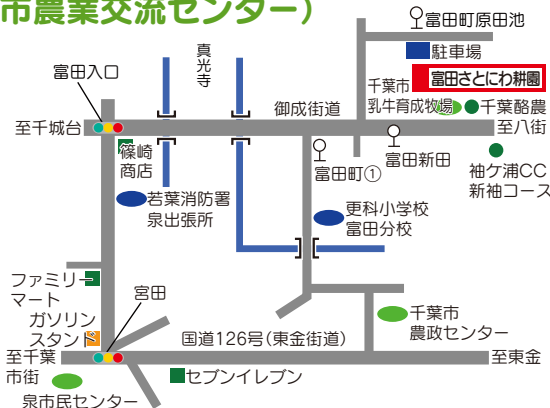 市農業交流センター）
富田町原田池
駐車場
真光寺
富田入口
千葉市
乳牛育成牧場
富田さとにわ耕園
千葉酪農
御成街道
至千城台
至八街
篠崎
商店
富田町①
富田新田
袖ケ浦CC
新袖コース
若葉消防署
泉出張所
更科小学校
富田分校
ファミリー
マート
宮田
ガソリン
スタンド
千葉市
農政センター
国道126号（東金街道）
至千葉
市街
至東金
セブンイレブン
泉市民センター